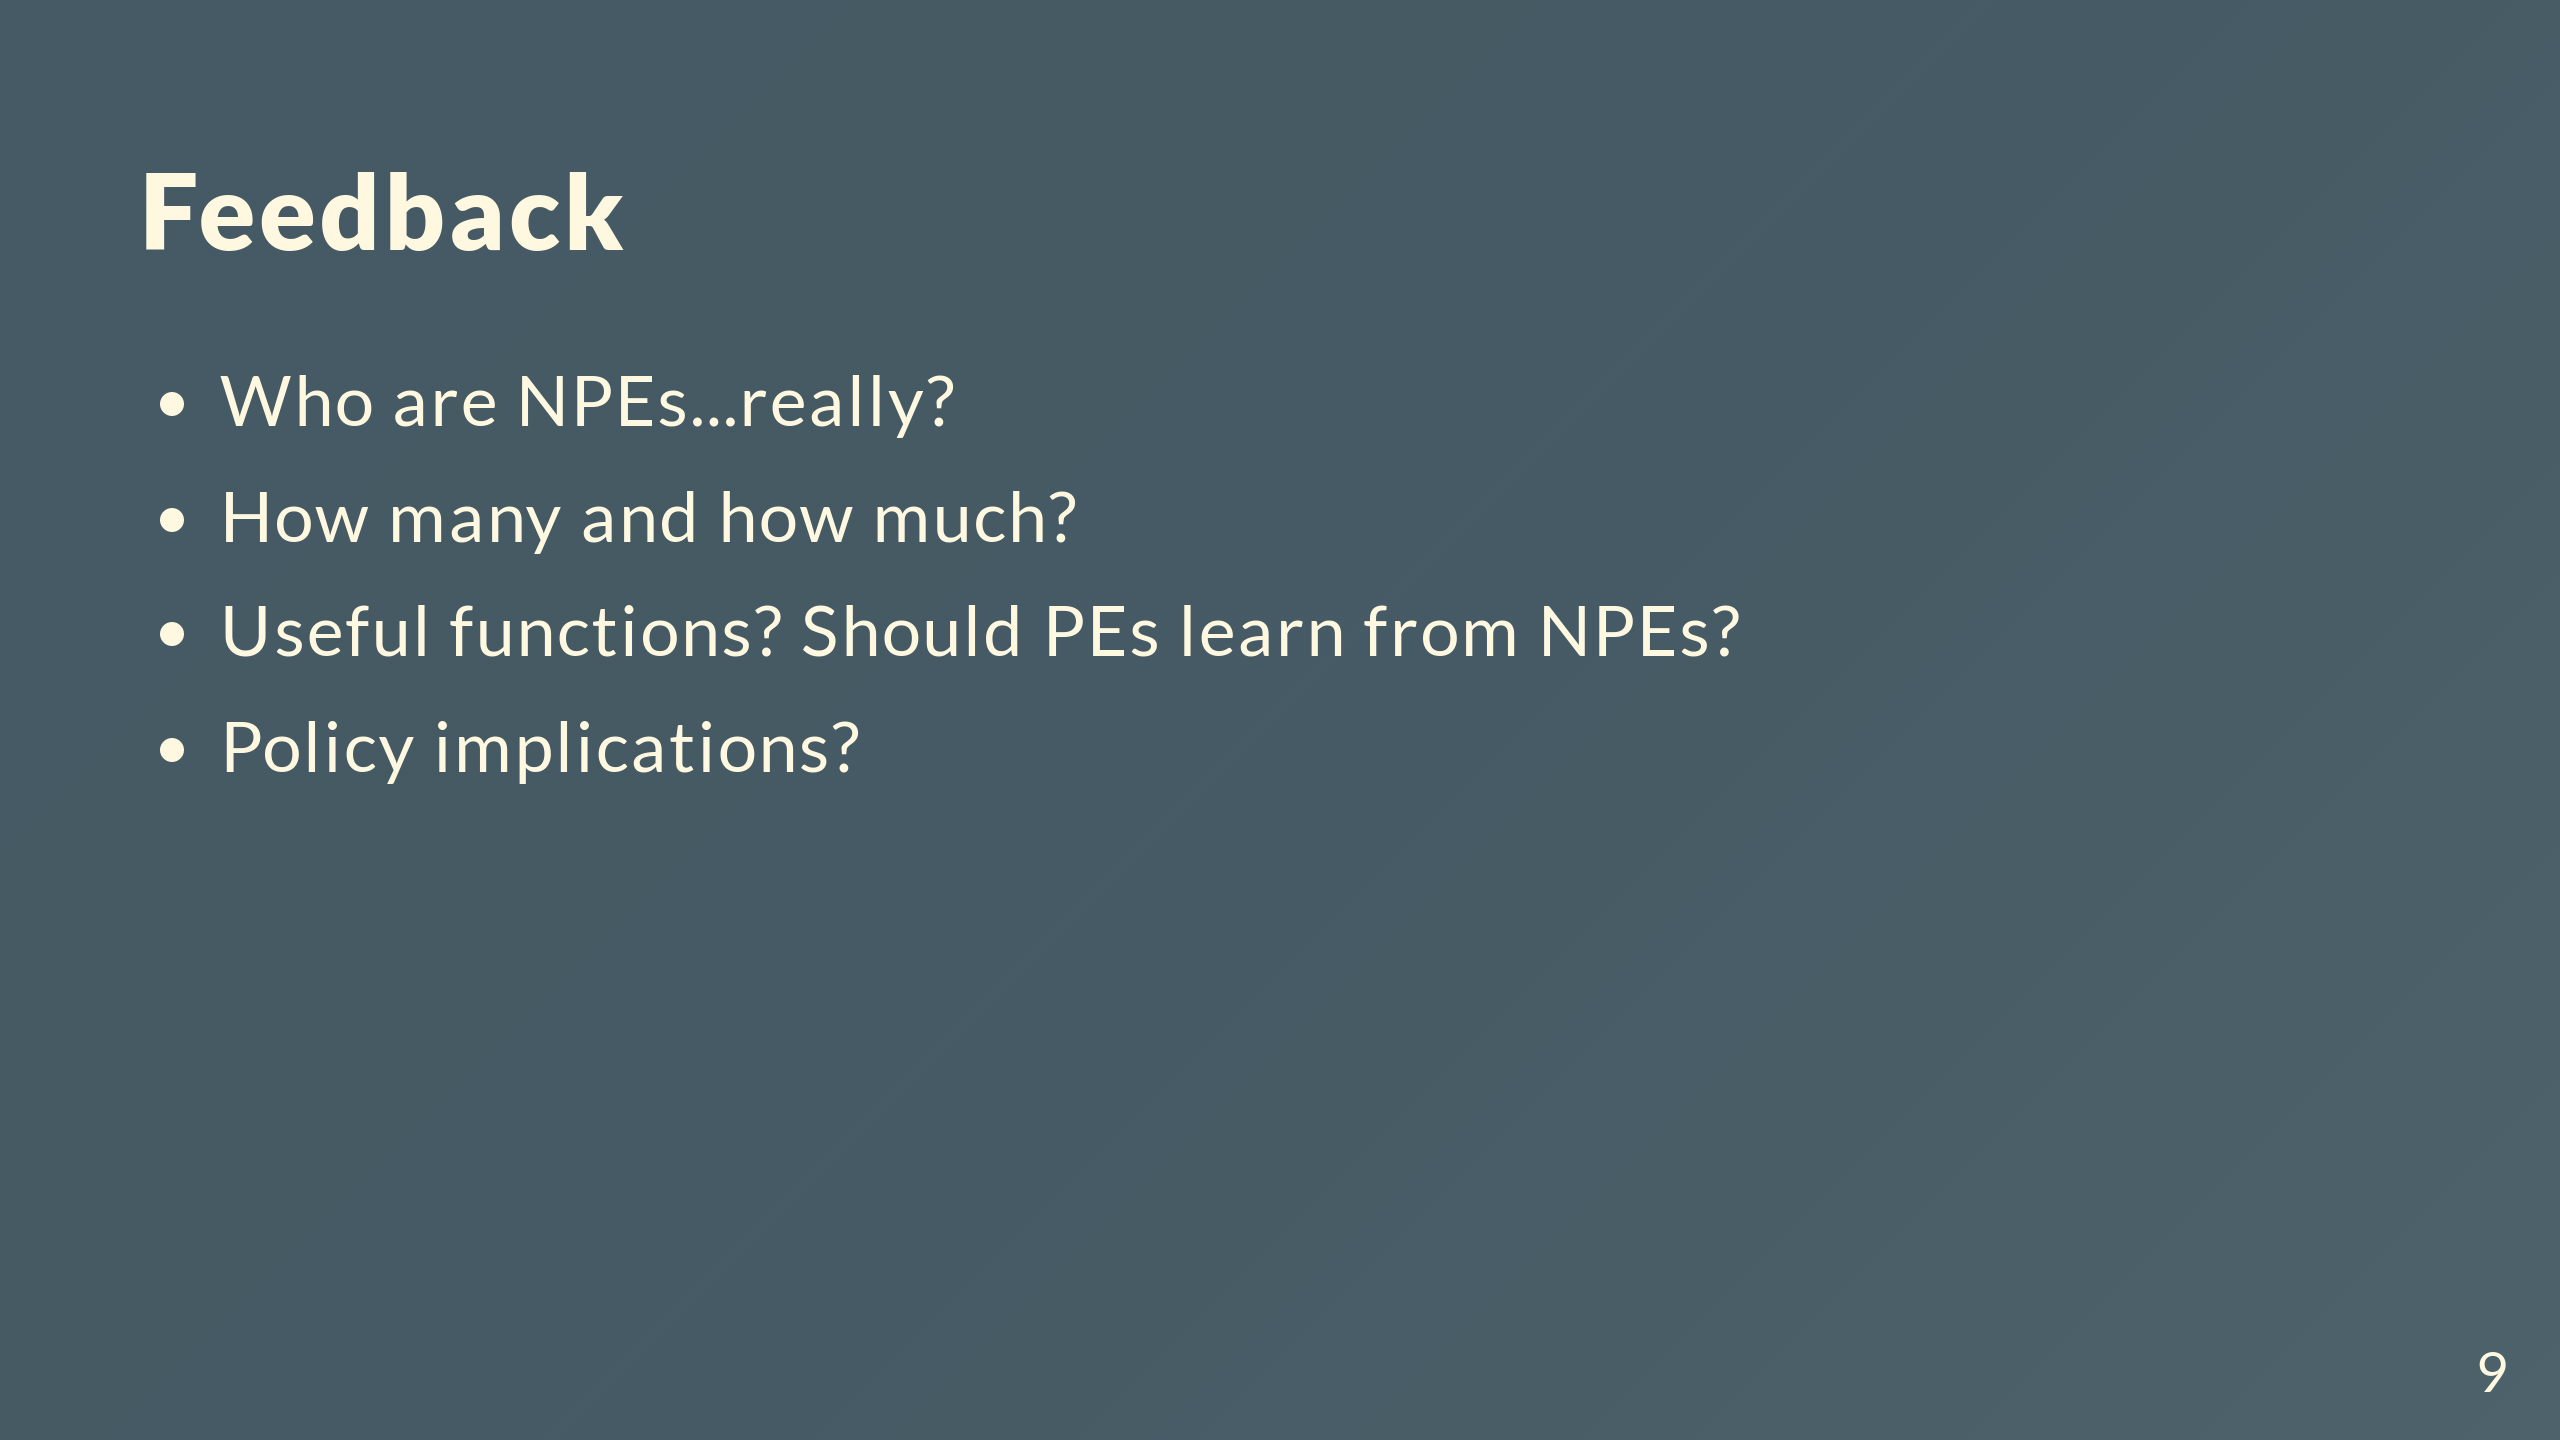 Feedback
• Who are NPEs...really?
• How many and how much?
• Useful functions? Should PEs learn from NPEs?
• Policy implications?
9